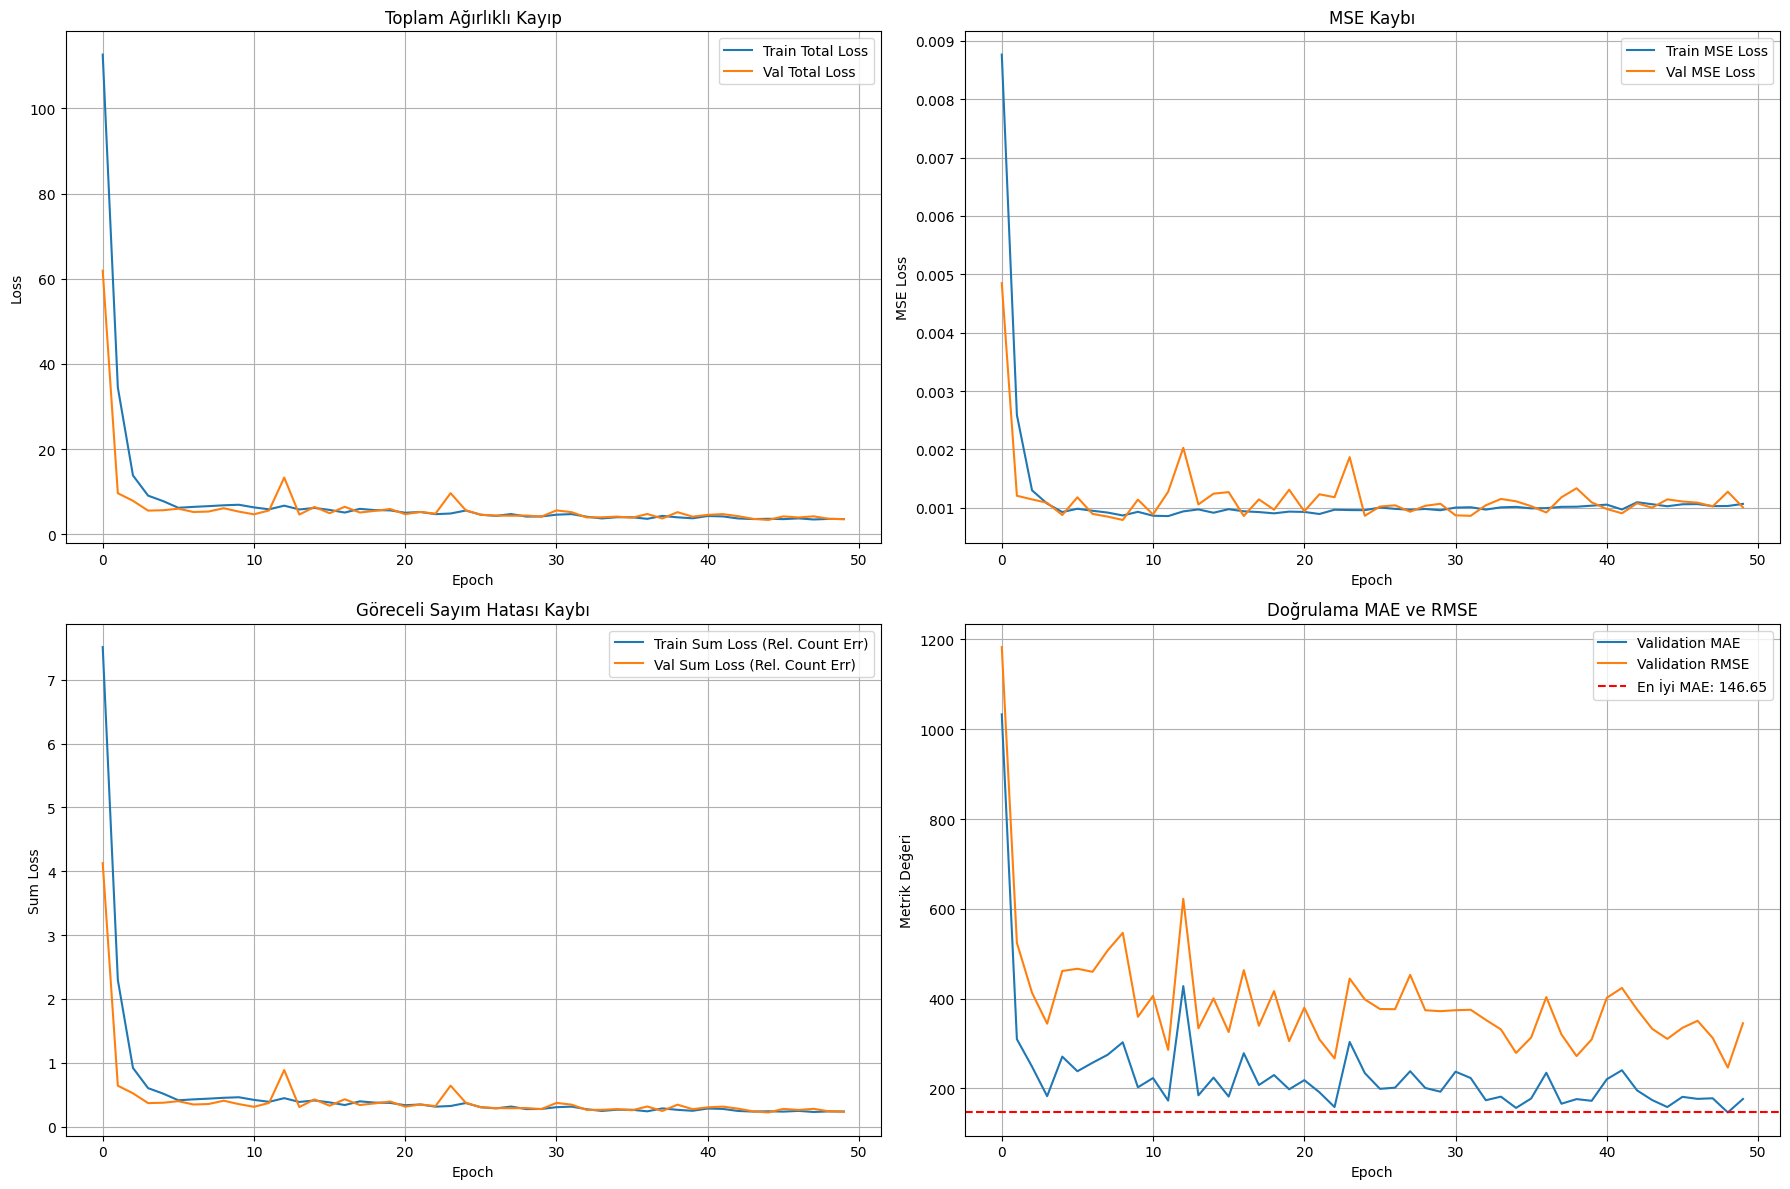 Toplam Ağırlıklı Kayıp
Train Total Loss
Val Total Loss
Loss
100
80
60
40
20
0
0 10 20 30 40 50
Epoch
MSE Kaybı
Train MSE Loss
Val MSE Loss
MSE Loss
0.009
0.008
0.007
0.006
0.005
0.004
0.003
0.002
0.001
0 10 20 30 40 50
Epoch
Göreceli Sayım Hatası Kaybı
Train Sum Loss (Rel. Count Err)
Val Sum Loss (Rel. Count Err)
Sum Loss
7
6
5
4
3
2
1
0
0 10 20 30 40 50
Epoch
Doğrulama MAE ve RMSE
Validation MAE
Validation RMSE
En İyi MAE: 146.65
Metrik Değeri
1200
1000
800
600
400
200
0 10 20 30 40 50
Epoch